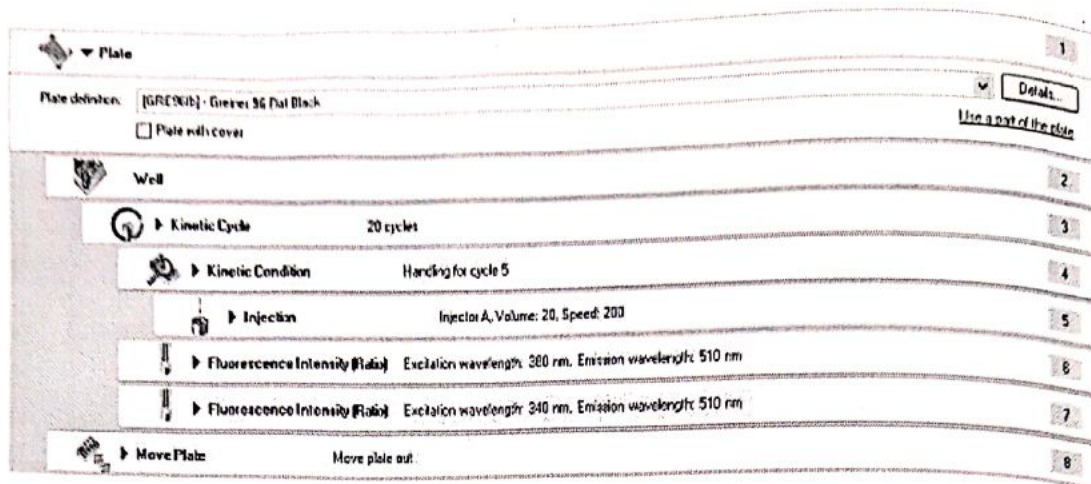 Plate 1
Plate definition: [GRE96fb] - Greiner 96 Flat Black Details...
Plate with cover Use a part of the plate
Well 2
Kinetic Cycle 20 cycles 3
Kinetic Condition Handling for cycle 5 4
Injection Injector A, Volume: 20, Speed: 200 5
Fluorescence Intensity (Ratio) Excitation wavelength: 380 nm, Emission wavelength: 510 nm 6
Fluorescence Intensity (Ratio) Excitation wavelength: 340 nm, Emission wavelength: 510 nm 7
Move Plate Move plate out 8